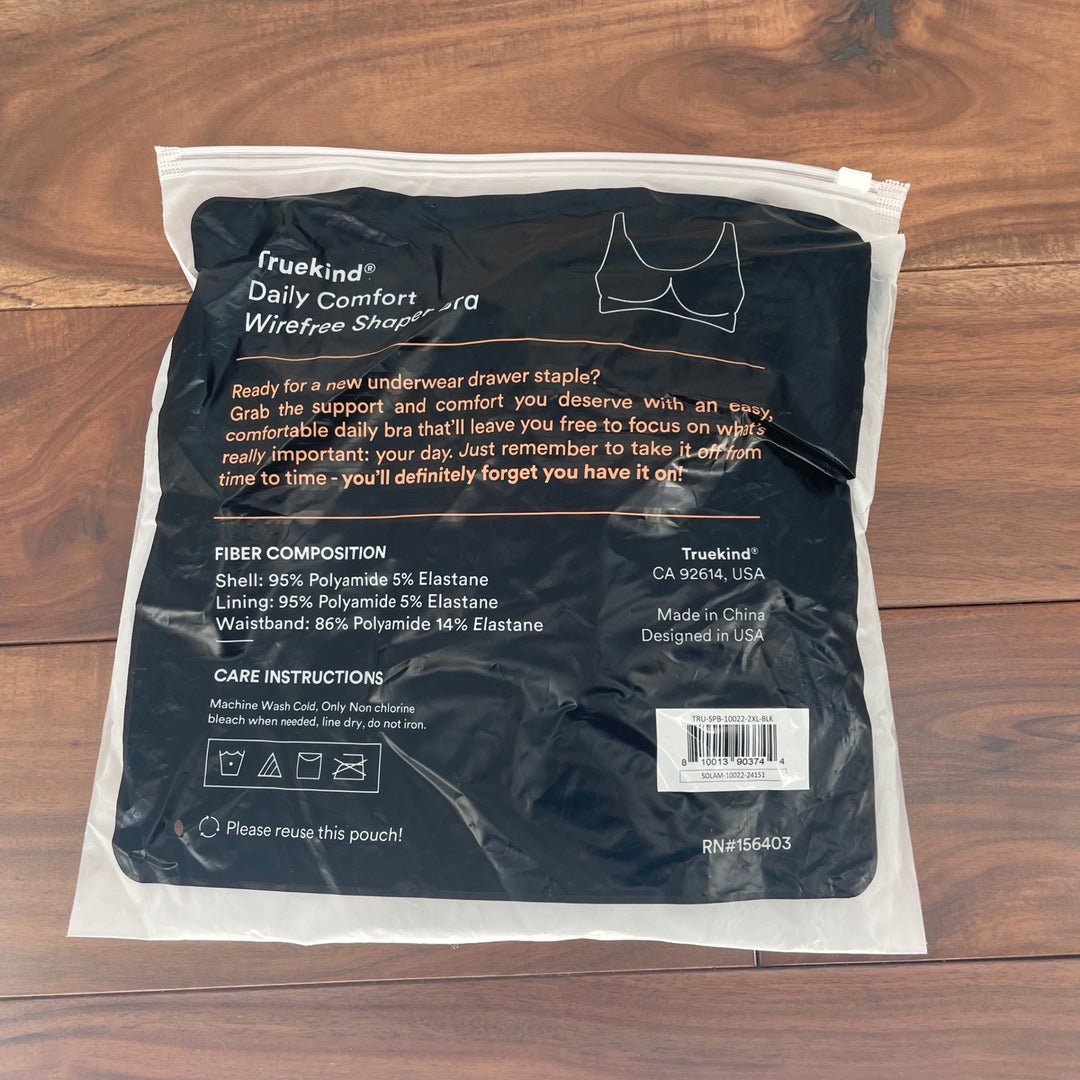 Truekind®
Daily Comfort
Wirefree Shaper Bra
Ready for a new underwear drawer staple?
Grab the support and comfort you deserve with an easy,
comfortable daily bra that'll leave you free to focus on what's
really important: your day. Just remember to take it off from
time to time - you'll definitely forget you have it on!
FIBER COMPOSITION
Shell: 95% Polyamide 5% Elastane
Lining: 95% Polyamide 5% Elastane
Waistband: 86% Polyamide 14% Elastane
Truekind®
CA 92614, USA
Made in China
Designed in USA
CARE INSTRUCTIONS
Machine Wash Cold, Only Non chlorine
bleach when needed, line dry, do not iron.
TRU-SPB-10022-2XL-BLK
8 10013 90374 4
SOLAM-10022-24151
Please reuse this pouch!
RN#156403